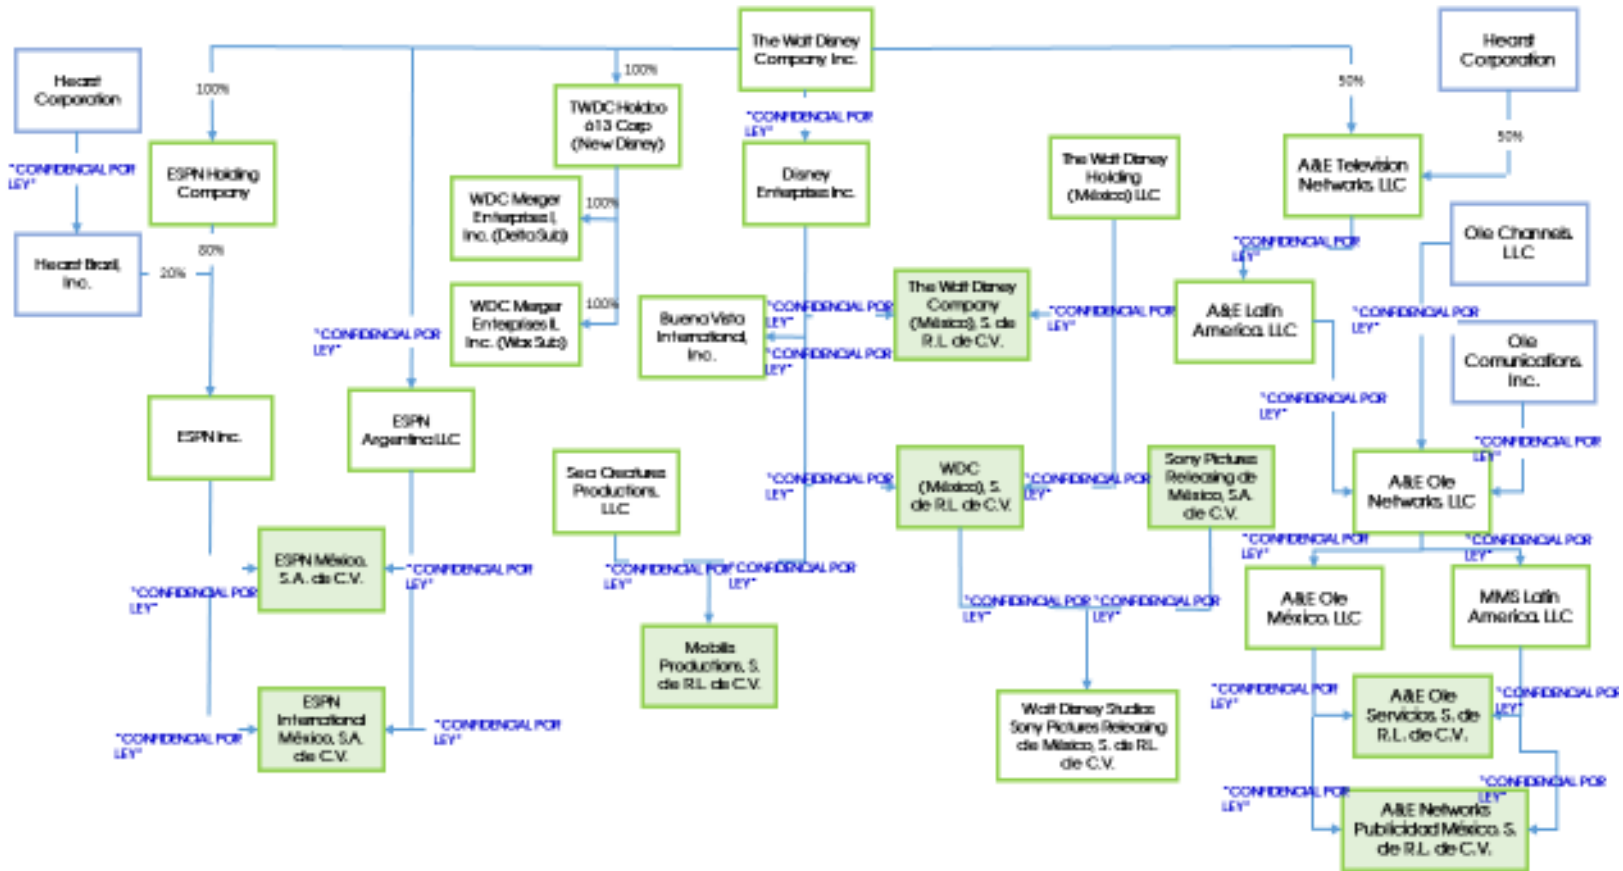 The Walt Disney
Company Inc.
Hearst
Corporation
Hearst
Corporation
100%
100%
50%
50%
"CONFIDENCIAL POR
LEY"
"CONFIDENCIAL POR
LEY"
TWDC Holdco
613 Corp
(New Disney)
ESPN Holding
Company
Disney
Enterprises Inc.
The Walt Disney
Holding
(México) LLC
A&E Television
Networks, LLC
WDC Merger
Enterprises I,
Inc. (Delta Sub)
100%
Ole Channels,
LLC
"CONFIDENCIAL POR
LEY"
Hearst Brasil,
Inc.
20%
80%
WDC Merger
Enterprises II,
Inc. (Wax Sub)
100%
Buena Vista
International,
Inc.
"CONFIDENCIAL POR
LEY"
"CONFIDENCIAL POR
LEY"
The Walt Disney
Company
(México), S. de
R.L. de C.V.
"CONFIDENCIAL POR
LEY"
A&E Latin
America, LLC
"CONFIDENCIAL POR
LEY"
Ole
Comunications,
Inc.
"CONFIDENCIAL POR
LEY"
"CONFIDENCIAL POR
LEY"
ESPN Inc.
ESPN
Argentina LLC
Sea Creatures
Productions,
LLC
"CONFIDENCIAL POR
LEY"
WDC
(México), S.
de R.L. de C.V.
"CONFIDENCIAL POR
LEY"
Sony Pictures
Releasing de
México, S.A.
de C.V.
A&E Ole
Networks, LLC
"CONFIDENCIAL POR
LEY"
"CONFIDENCIAL POR
LEY"
"CONFIDENCIAL POR
LEY"
ESPN México,
S.A. de C.V.
"CONFIDENCIAL POR
LEY"
"CONFIDENCIAL POR
LEY"
"CONFIDENCIAL POR
LEY"
"CONFIDENCIAL POR
LEY"
"CONFIDENCIAL POR
LEY"
"CONFIDENCIAL POR
LEY"
A&E Ole
México, LLC
MMS Latin
America, LLC
Mobilis
Productions, S.
de R.L. de C.V.
ESPN
International
México, S.A.
de C.V.
"CONFIDENCIAL POR
LEY"
"CONFIDENCIAL POR
LEY"
Walt Disney Studios
Sony Pictures Releasing
de México, S. de R.L.
de C.V.
"CONFIDENCIAL POR
LEY"
A&E Ole
Servicios, S. de
R.L. de C.V.
"CONFIDENCIAL POR
LEY"
"CONFIDENCIAL POR
LEY"
"CONFIDENCIAL POR
LEY"
A&E Networks
Publicidad México, S.
de R.L. de C.V.